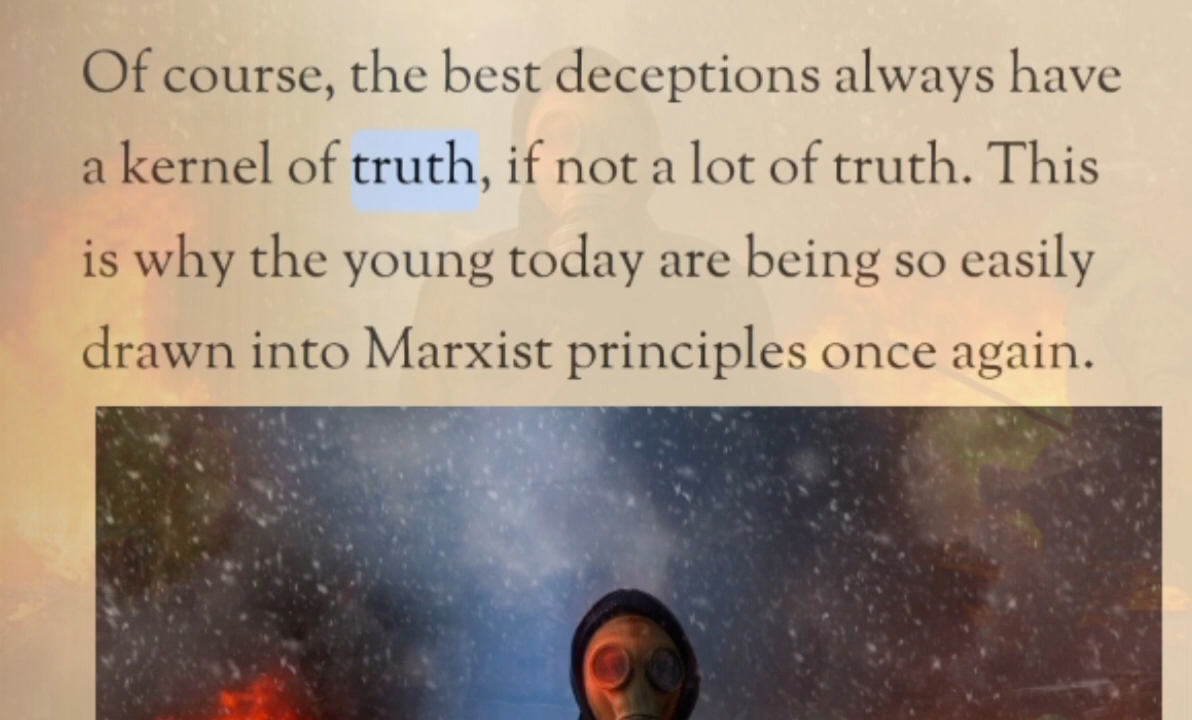 Of course, the best deceptions always have
a kernel of truth, if not a lot of truth. This
is why the young today are being so easily
drawn into Marxist principles once again.